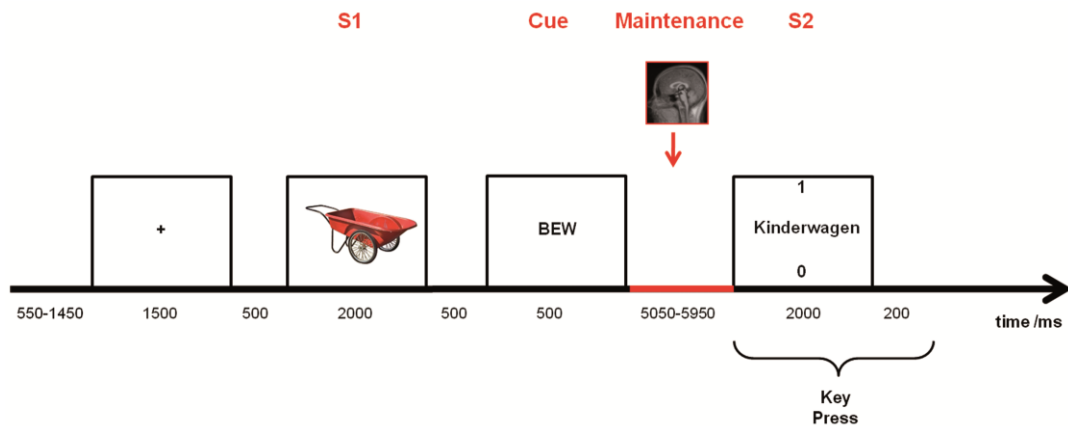 S1 Cue Maintenance S2
+
BEW
1
Kinderwagen
0
550-1450 1500 500 2000 500 500 5050-5950 2000 200
time /ms
Key
Press